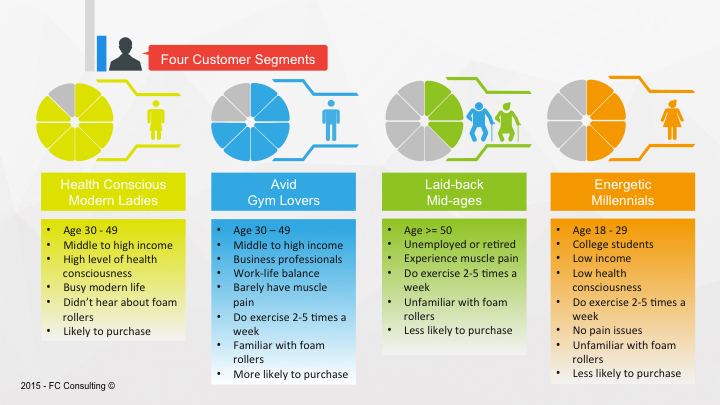 Four Customer Segments
Health Conscious
Modern Ladies
• Age 30 - 49
• Middle to high income
• High level of health
consciousness
• Busy modern life
• Didn't hear about foam
rollers
• Likely to purchase
Avid
Gym Lovers
• Age 30 – 49
• Middle to high income
• Business professionals
• Work-life balance
• Barely have muscle
pain
• Do exercise 2-5 times a
week
• Familiar with foam
rollers
• More likely to purchase
Laid-back
Mid-ages
• Age >= 50
• Unemployed or retired
• Experience muscle pain
• Do exercise 2-5 times a
week
• Unfamiliar with foam
rollers
• Less likely to purchase
Energetic
Millennials
• Age 18 - 29
• College students
• Low income
• Low health
consciousness
• Do exercise 2-5 times a
week
• No pain issues
• Unfamiliar with foam
rollers
• Less likely to purchase
2015 - FC Consulting ©